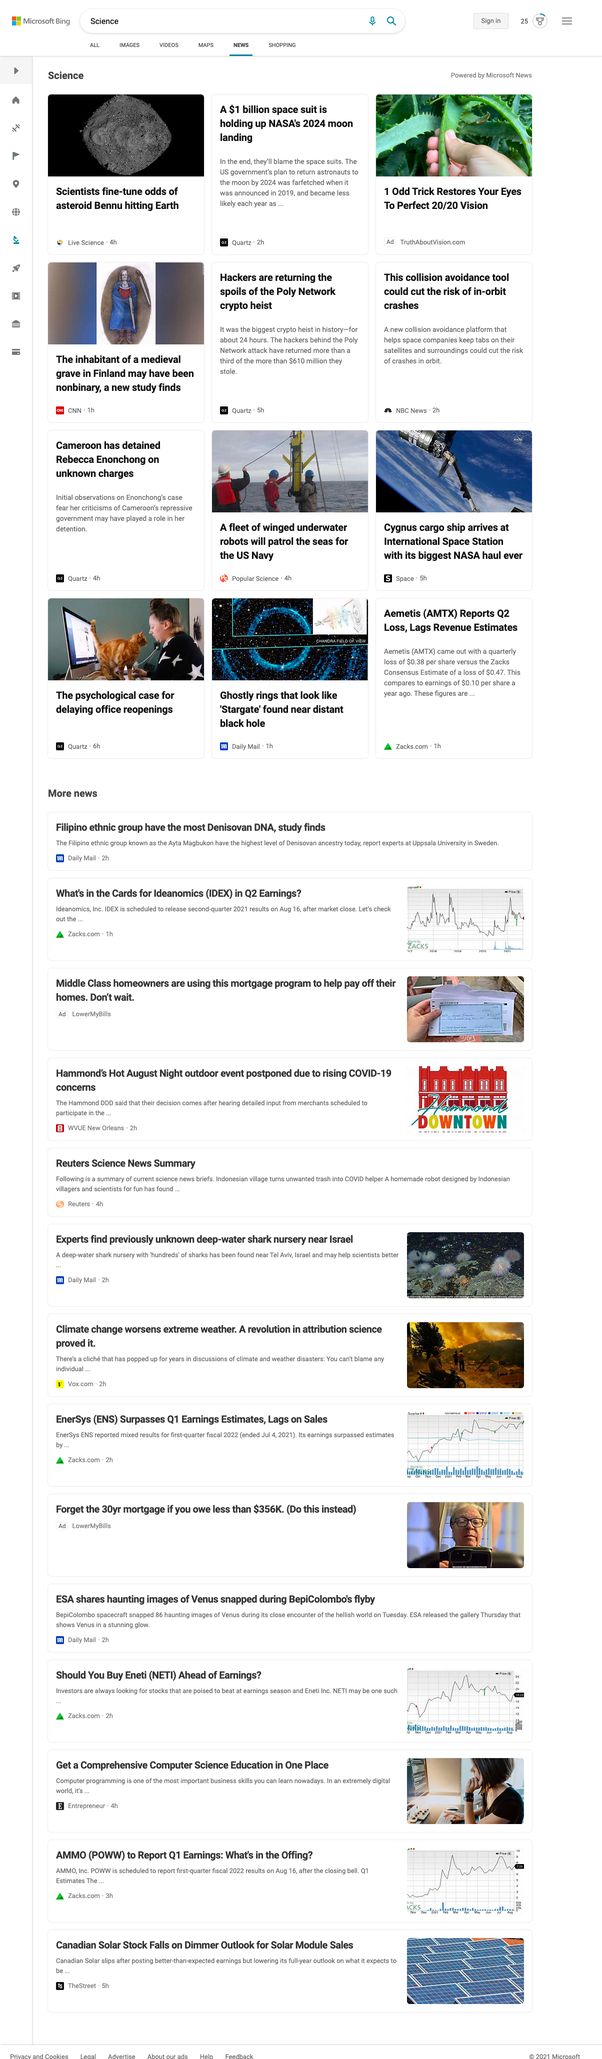 Microsoft Bing
Science
Sign in
25
ALL IMAGES VIDEOS MAPS NEWS SHOPPING
Science
Powered by Microsoft News
Scientists fine-tune odds of
asteroid Bennu hitting Earth
Live Science · 4h
A $1 billion space suit is
holding up NASA's 2024 moon
landing
In the end, they'll blame the space suits. The
US government's plan to return astronauts to
the moon by 2024 was farfetched when it
was announced in 2019, and became less
likely each year as ...
Quartz · 2h
1 Odd Trick Restores Your Eyes
To Perfect 20/20 Vision
Ad TruthAboutVision.com
The inhabitant of a medieval
grave in Finland may have been
nonbinary, a new study finds
CNN · 1h
Hackers are returning the
spoils of the Poly Network
crypto heist
It was the biggest crypto heist in history—for
about 24 hours. The hackers behind the Poly
Network attack have returned more than a
third of the more than $610 million they
stole.
Quartz · 5h
This collision avoidance tool
could cut the risk of in-orbit
crashes
A new collision avoidance platform that
helps space companies keep tabs on their
satellites and surroundings could cut the risk
of crashes in orbit.
NBC News · 2h
Cameroon has detained
Rebecca Enonchong on
unknown charges
Initial observations on Enonchong's case
fear her criticisms of Cameroon's repressive
government may have played a role in her
detention.
Quartz · 4h
A fleet of winged underwater
robots will patrol the seas for
the US Navy
Popular Science · 4h
Cygnus cargo ship arrives at
International Space Station
with its biggest NASA haul ever
Space · 5h
The psychological case for
delaying office reopenings
Quartz · 6h
CHANDRA FIELD OF VIEW
Ghostly rings that look like
'Stargate' found near distant
black hole
Daily Mail · 1h
Aemetis (AMTX) Reports Q2
Loss, Lags Revenue Estimates
Aemetis (AMTX) came out with a quarterly
loss of $0.38 per share versus the Zacks
Consensus Estimate of a loss of $0.47. This
compares to earnings of $0.10 per share a
year ago. These figures are ...
Zacks.com · 1h
More news
Filipino ethnic group have the most Denisovan DNA, study finds
The Filipino ethnic group known as the Ayta Magbukon have the highest level of Denisovan ancestry today, report experts at Uppsala University in Sweden.
Daily Mail · 2h
What's in the Cards for Ideanomics (IDEX) in Q2 Earnings?
Ideanomics, Inc. IDEX is scheduled to release second-quarter 2021 results on Aug 16, after market close. Let's check
out the ...
Zacks.com · 1h
ZACKS
Middle Class homeowners are using this mortgage program to help pay off their
homes. Don't wait.
Ad LowerMyBills
Hammond's Hot August Night outdoor event postponed due to rising COVID-19
concerns
The Hammond DDD said that their decision comes after hearing detailed input from merchants scheduled to
participate in the ...
WVUE New Orleans · 2h
Hammond
DOWNTOWN
Reuters Science News Summary
Following is a summary of current science news briefs. Indonesian village turns unwanted trash into COVID helper A homemade robot designed by Indonesian
villagers and scientists for fun has found ...
Reuters · 4h
Experts find previously unknown deep-water shark nursery near Israel
A deep-water shark nursery with 'hundreds' of sharks has been found near Tel Aviv, Israel and may help scientists better
...
Daily Mail · 2h
Climate change worsens extreme weather. A revolution in attribution science
proved it.
There's a cliché that has popped up for years in discussions of climate and weather disasters: You can't blame any
individual ...
Vox.com · 2h
EnerSys (ENS) Surpasses Q1 Earnings Estimates, Lags on Sales
EnerSys ENS reported mixed results for first-quarter fiscal 2022 (ended Jul 4, 2021). Its earnings surpassed estimates
by ...
Zacks.com · 2h
Forget the 30yr mortgage if you owe less than $356K. (Do this instead)
Ad LowerMyBills
ESA shares haunting images of Venus snapped during BepiColombo's flyby
BepiColombo spacecraft snapped 86 haunting images of Venus during its close encounter of the hellish world on Tuesday. ESA released the gallery Thursday that
shows Venus in a stunning glow.
Daily Mail · 2h
Should You Buy Eneti (NETI) Ahead of Earnings?
Investors are always looking for stocks that are poised to beat at earnings season and Eneti Inc. NETI may be one such
...
Zacks.com · 2h
Get a Comprehensive Computer Science Education in One Place
Computer programming is one of the most important business skills you can learn nowadays. In an extremely digital
world, it's ...
Entrepreneur · 4h
AMMO (POWW) to Report Q1 Earnings: What's in the Offing?
AMMO, Inc. POWW is scheduled to report first-quarter fiscal 2022 results on Aug 16, after the closing bell. Q1
Estimates The ...
Zacks.com · 3h
Canadian Solar Stock Falls on Dimmer Outlook for Solar Module Sales
Canadian Solar slips after posting better-than-expected earnings but lowering its full-year outlook on what it expects to
be ...
TheStreet · 5h
Privacy and Cookies Legal Advertise About our ads Help Feedback
© 2021 Microsoft